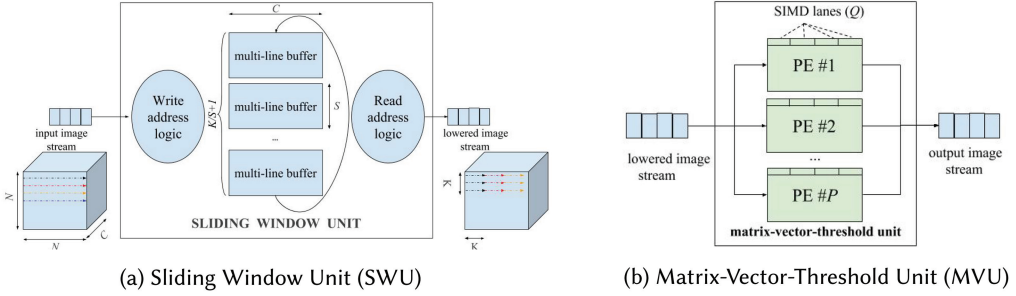 C
multi-line buffer
multi-line buffer
...
multi-line buffer
K/S+1
S
Write
address
logic
Read
address
logic
input image
stream
lowered image
stream
N
N
C
K
K
SLIDING WINDOW UNIT
(a) Sliding Window Unit (SWU)
SIMD lanes (Q)
PE #1
PE #2
...
PE #P
lowered image
stream
output image
stream
matrix-vector-threshold unit
(b) Matrix-Vector-Threshold Unit (MVU)